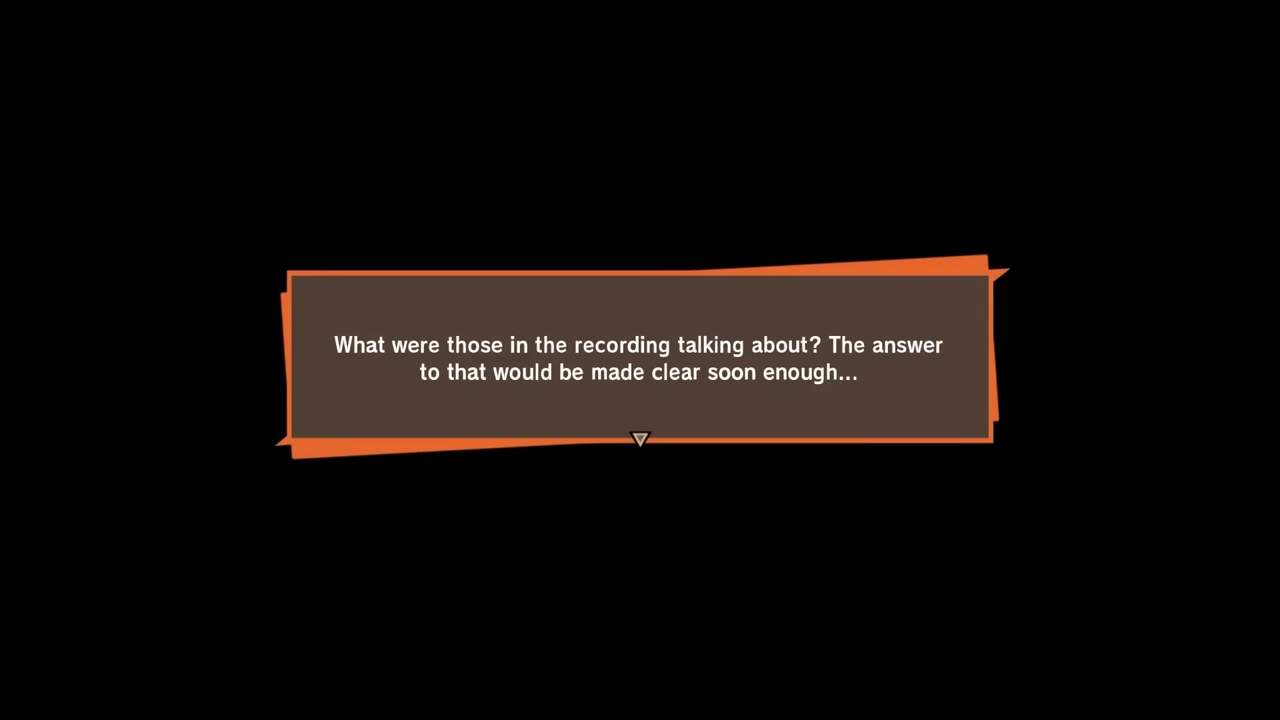 What were those in the recording talking about? The answer
to that would be made clear soon enough...